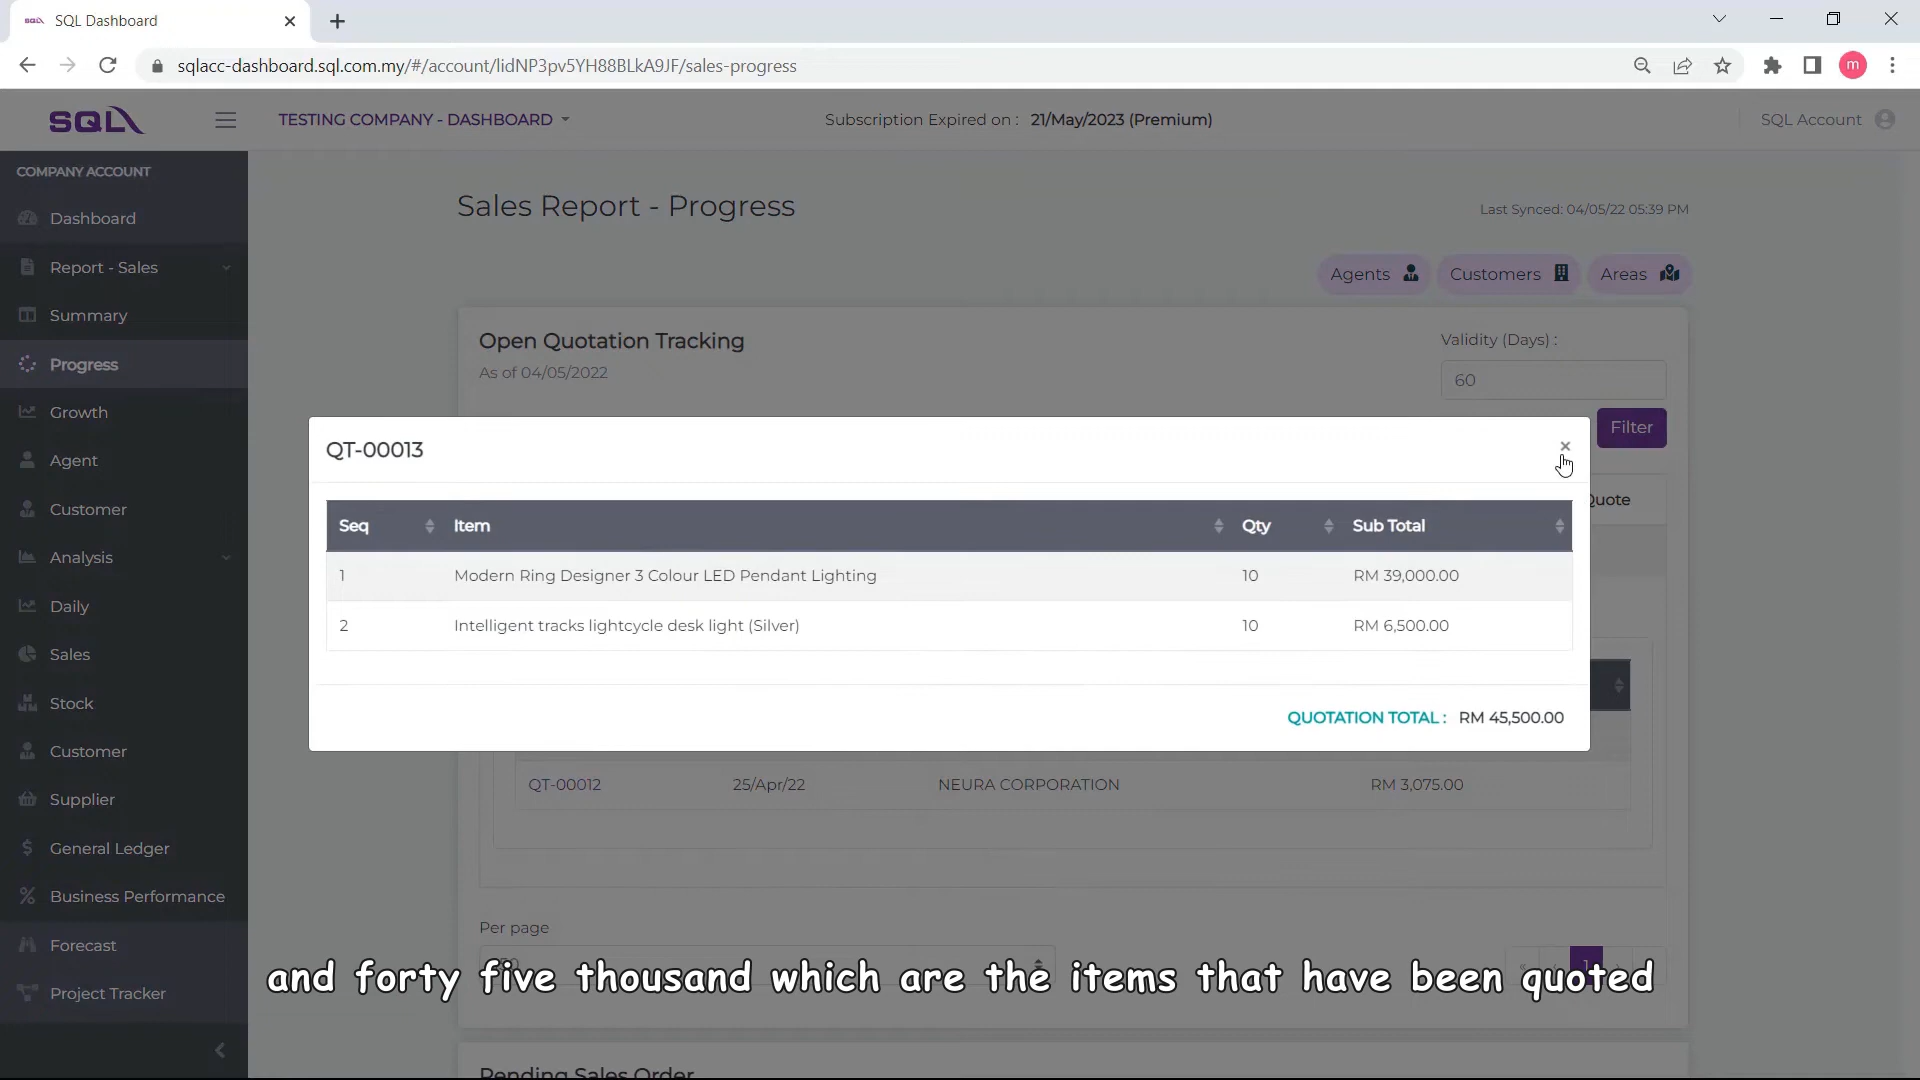 SQL SQL Dashboard
sqlacc-dashboard.sql.com.my/#/account/lidNP3pv5YH88BLkA9JF/sales-progress
m
SQL
TESTING COMPANY - DASHBOARD
Subscription Expired on : 21/May/2023 (Premium)
SQL Account
COMPANY ACCOUNT
Dashboard
Report - Sales
Summary
Progress
Growth
Agent
Customer
Analysis
Daily
Sales
Stock
Customer
Supplier
General Ledger
Business Performance
Forecast
Project Tracker
Sales Report - Progress
Last Synced: 04/05/22 05:39 PM
Agents Customers Areas
Open Quotation Tracking
As of 04/05/2022
Validity (Days) :
60
Filter
Quote
QT-00013
×
Seq Item Qty Sub Total
1 Modern Ring Designer 3 Colour LED Pendant Lighting 10 RM 39,000.00
2 Intelligent tracks lightcycle desk light (Silver) 10 RM 6,500.00
QUOTATION TOTAL : RM 45,500.00
QT-00012 25/Apr/22 NEURA CORPORATION RM 3,075.00
Per page
« 1
and forty five thousand which are the items that have been quoted
Pending Sales Order